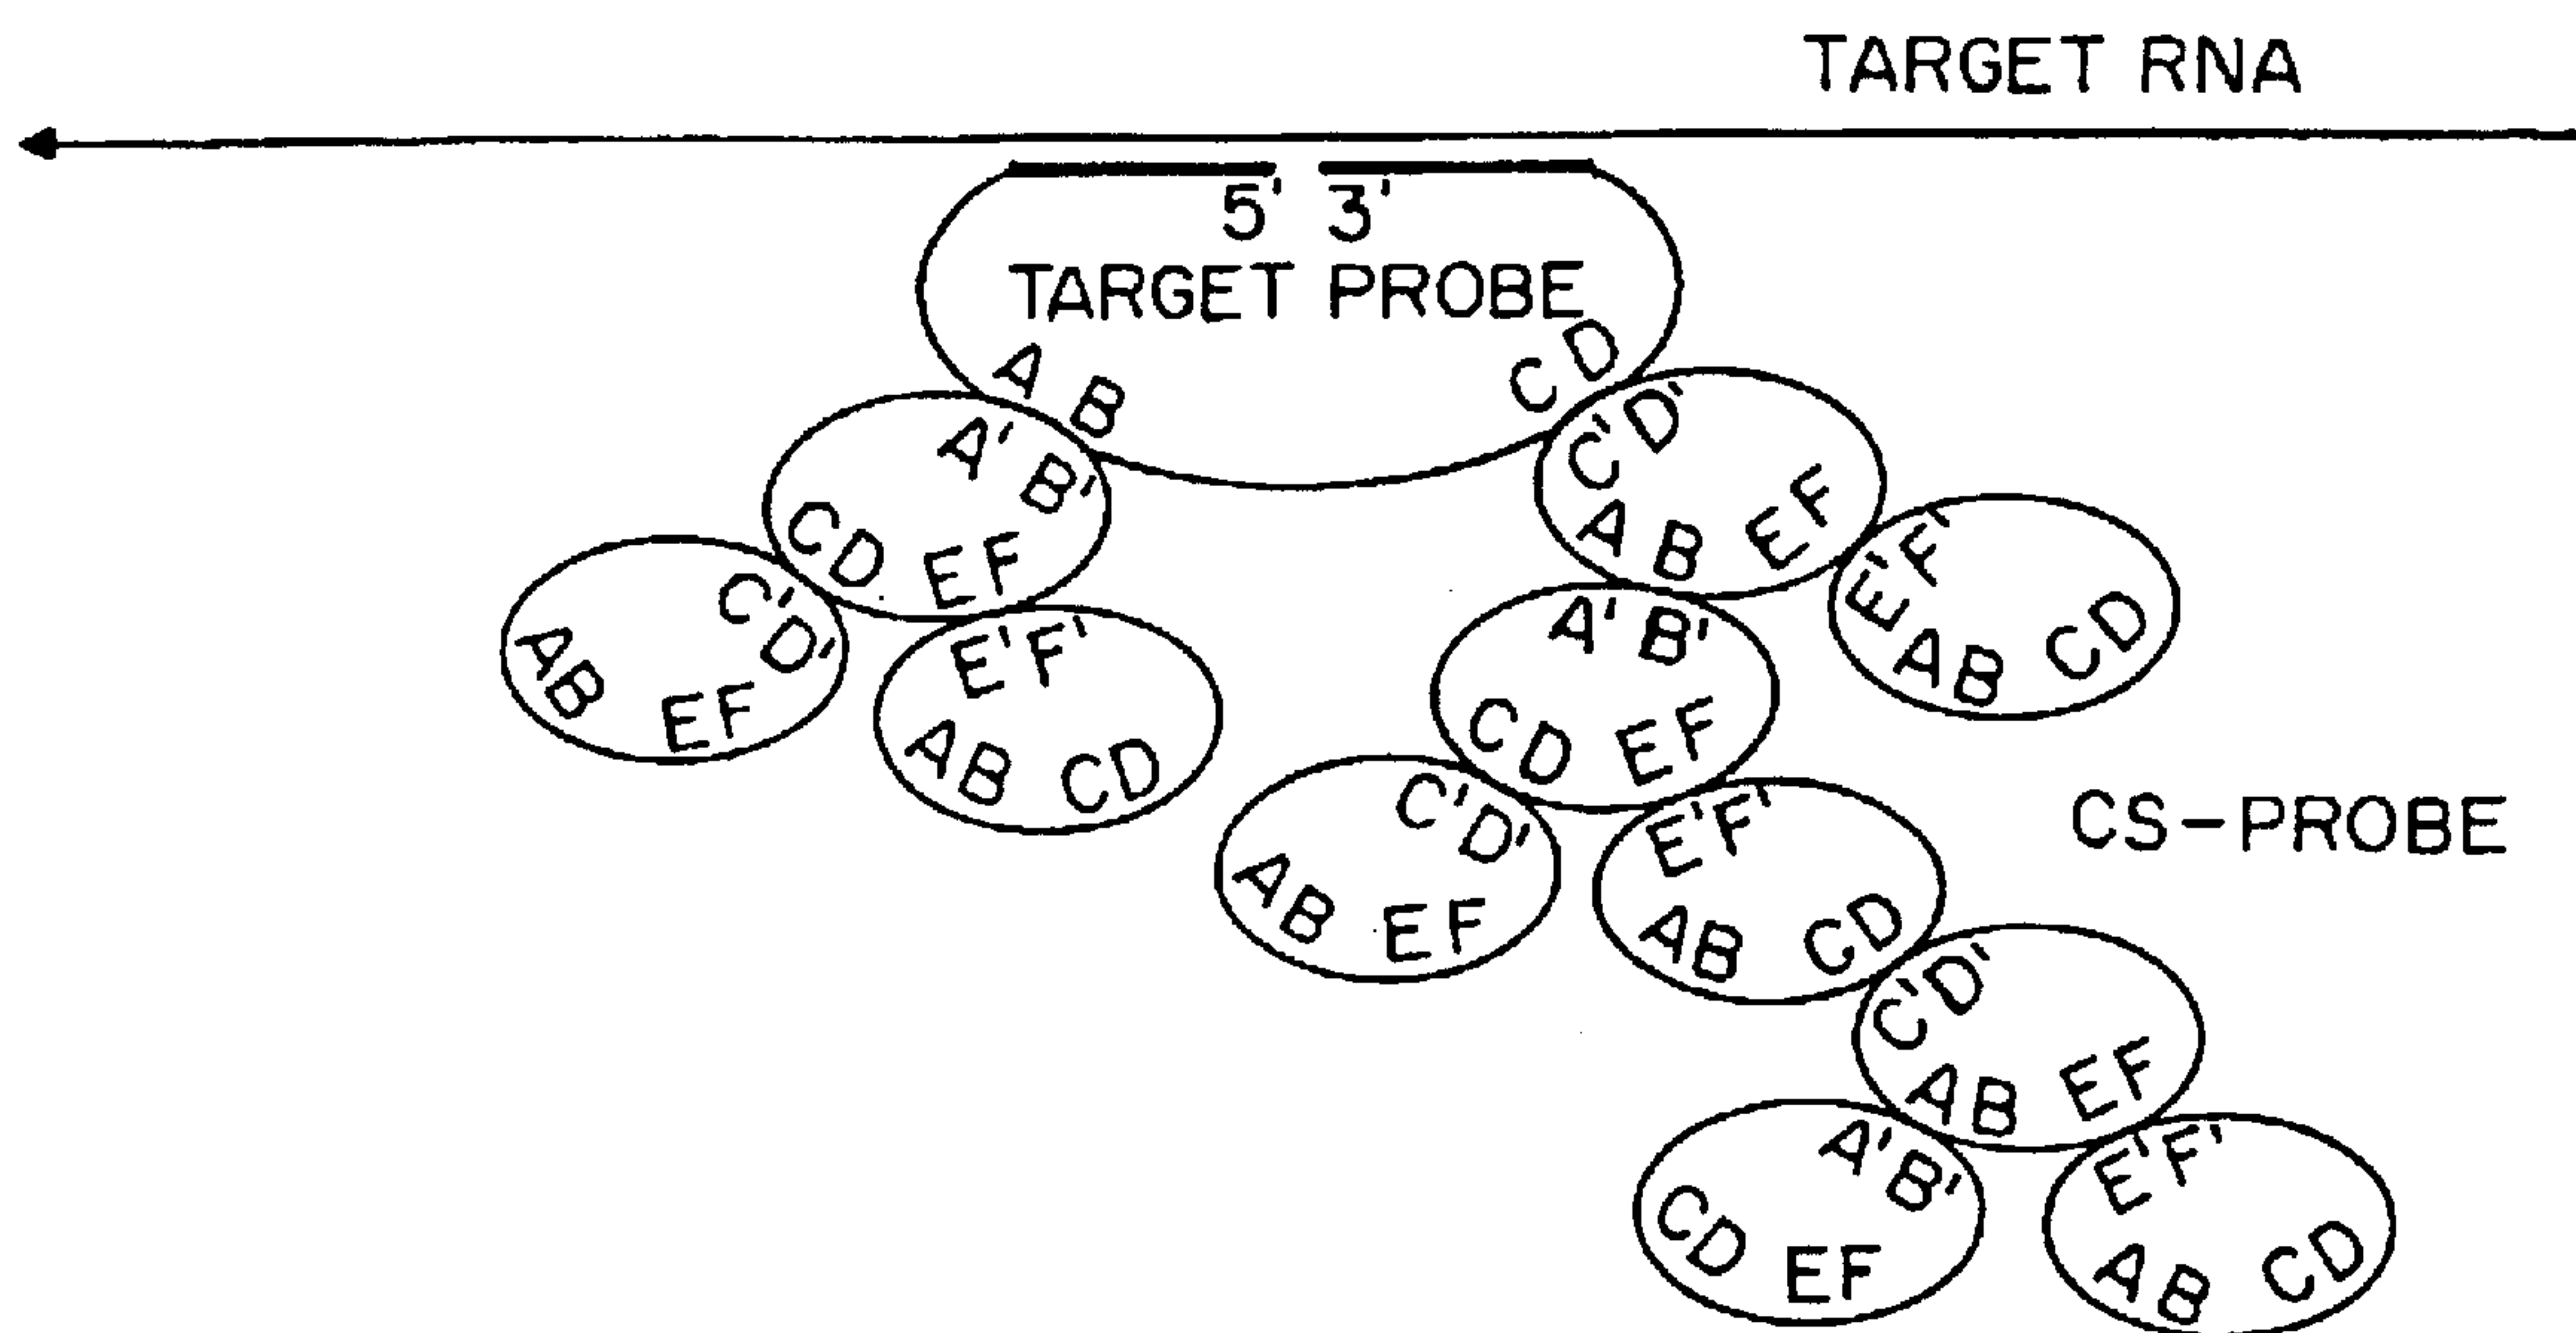 TARGET RNA
5' 3'
TARGET PROBE
A B
C D
A' B'
CD EF
C'D'
AB EF
C'D'
AB EF
E'F'
AB CD
E'F'
AB CD
A' B'
CD EF
C'D'
AB EF
E'F'
AB CD
CS-PROBE
C'D'
AB EF
A'B'
CD EF
E'F'
AB CD